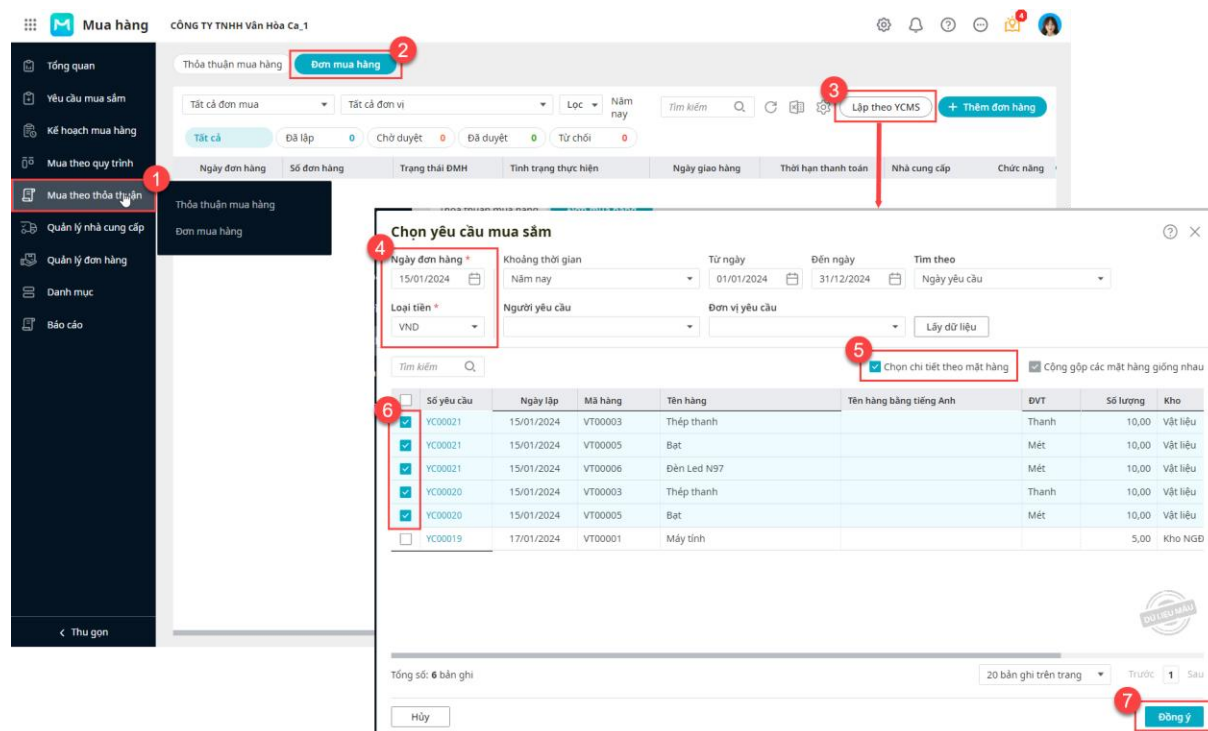 Mua hàng CÔNG TY TNHH Vân Hòa Ca_1 4
Tổng quan
Yêu cầu mua sắm
Kế hoạch mua hàng
Mua theo quy trình
1
Mua theo thỏa thuận
Quản lý nhà cung cấp
Quản lý đơn hàng
Danh mục
Báo cáo
Thu gọn
Thỏa thuận mua hàng
Đơn mua hàng
Thỏa thuận mua hàng Đơn mua hàng 2
Tất cả đơn mua Tất cả đơn vị Lọc Năm nay Tìm kiếm 3 Lập theo YCMS + Thêm đơn hàng
Tất cả Đã lập 0 Chờ duyệt 0 Đã duyệt 0 Từ chối 0
Ngày đơn hàng Số đơn hàng Trạng thái ĐMH Tình trạng thực hiện Ngày giao hàng Thời hạn thanh toán Nhà cung cấp Chức năng
Thỏa thuận mua hàng Đơn mua hàng
Chọn yêu cầu mua sắm
4
Ngày đơn hàng * Khoảng thời gian Từ ngày Đến ngày Tìm theo
15/01/2024 Năm nay 01/01/2024 31/12/2024 Ngày yêu cầu
Loại tiền * Người yêu cầu Đơn vị yêu cầu
VND Lấy dữ liệu
5
Tìm kiếm Chọn chi tiết theo mặt hàng Cộng gộp các mặt hàng giống nhau
6
Số yêu cầu Ngày lập Mã hàng Tên hàng Tên hàng bằng tiếng Anh ĐVT Số lượng Kho
YC00021 15/01/2024 VT00003 Thép thanh Thanh 10,00 Vật liệu
YC00021 15/01/2024 VT00005 Bạt Mét 10,00 Vật liệu
YC00021 15/01/2024 VT00006 Đèn Led N97 Mét 10,00 Vật liệu
YC00020 15/01/2024 VT00003 Thép thanh Thanh 10,00 Vật liệu
YC00020 15/01/2024 VT00005 Bạt Mét 10,00 Vật liệu
YC00019 17/01/2024 VT00001 Máy tính 5,00 Kho NGĐ
DỮ LIỆU MẪU
Tổng số: 6 bản ghi 20 bản ghi trên trang Trước 1 Sau
7
Hủy Đồng ý